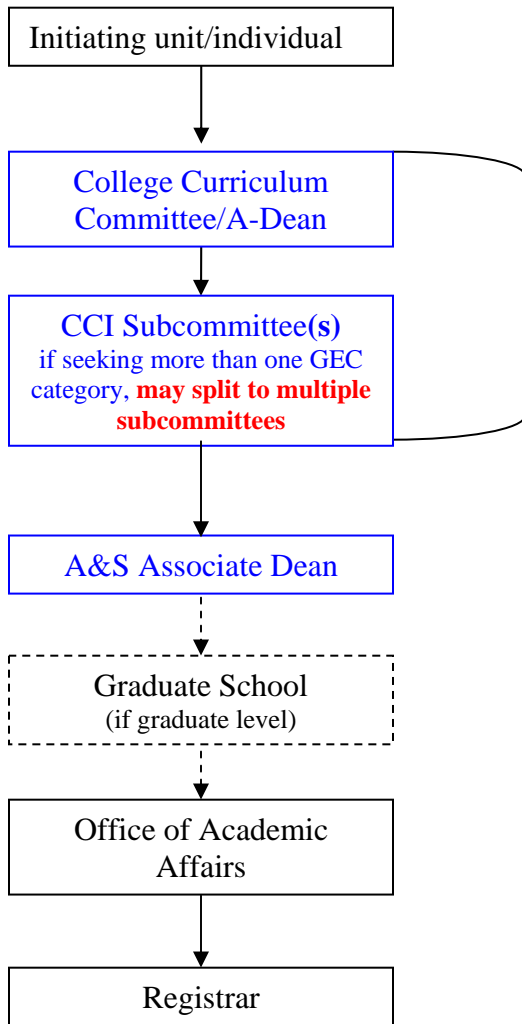 Initiating unit/individual
College Curriculum
Committee/A-Dean
CCI Subcommittee(s)
if seeking more than one GEC
category, may split to multiple
subcommittees
A&S Associate Dean
Graduate School
(if graduate level)
Office of Academic
Affairs
Registrar